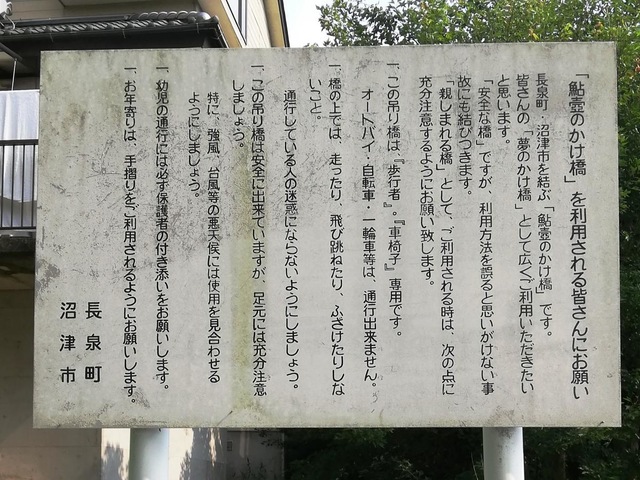 「鮎壺のかけ橋」を利用される皆さんにお願い
長泉町・沼津市を結ぶ、「鮎壺のかけ橋」です。
皆さんの「夢のかけ橋」として広くご利用いただきたい
と思います。
「安全な橋」ですが、利用方法を誤ると思いがけない事
故にも結びつきます。
「親しまれる橋」として、ご利用される時は、次の点に
充分注意するようにお願い致します。
一、この吊り橋は、『歩行者』。『車椅子』専用です。
オートバイ・自転車・一輪車等は、通行出来ません。
一、橋の上では、走ったり、飛び跳ねたり、ふざけたりしな
いこと。
通行している人の迷惑にならないようにしましょう。
一、この吊り橋は安全に出来ていますが、足元には充分注意
しましょう。
特に、強風、台風等の悪天候には使用を見合わせる
ようにしましょう。
一、幼児の通行には必ず保護者の付き添いをお願いします。
一、お年寄りは、手摺りをご利用されるようにお願いします。
長泉町
沼津市